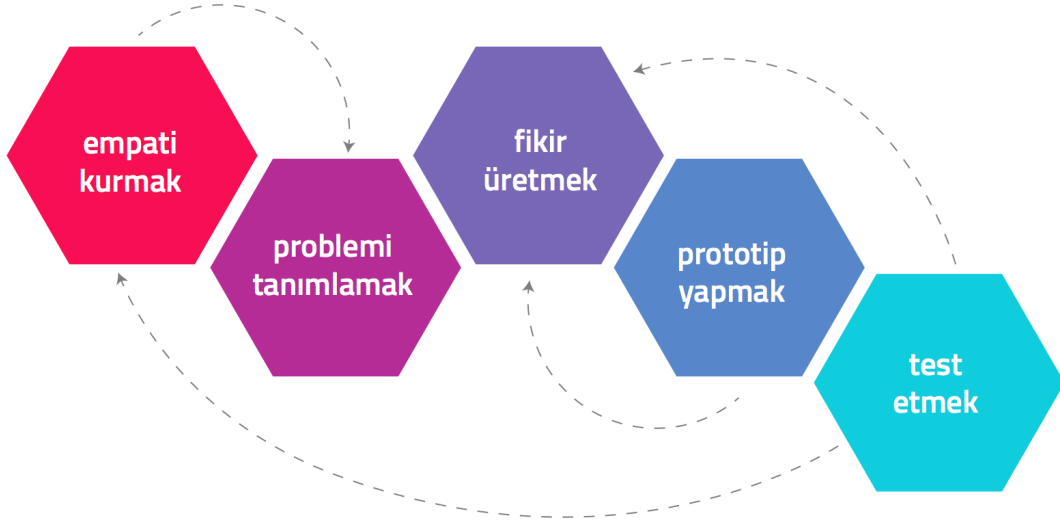 empati
kurmak
problemi
tanımlamak
fikir
üretmek
prototip
yapmak
test
etmek